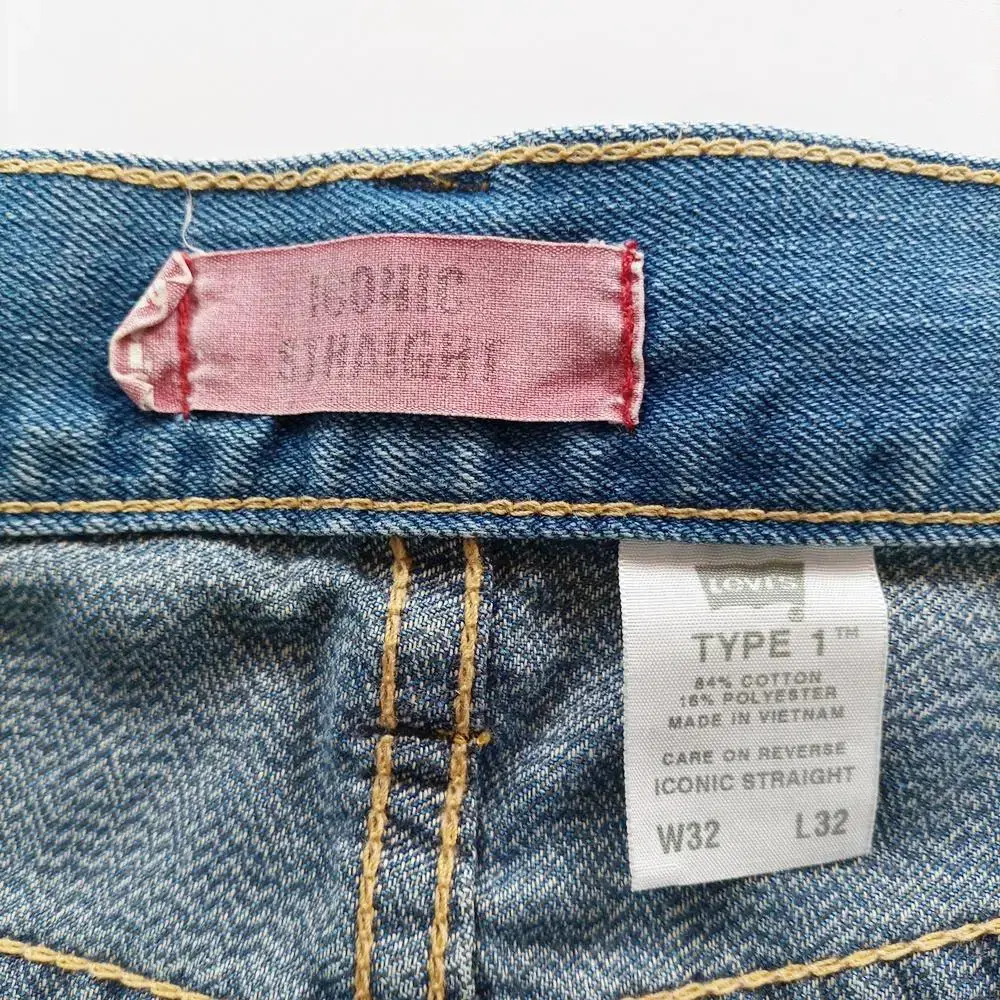 ICONIC
STRAIGHT
Levi's
®
TYPE 1™
84% COTTON
16% POLYESTER
MADE IN VIETNAM
CARE ON REVERSE
ICONIC STRAIGHT
W32 L32